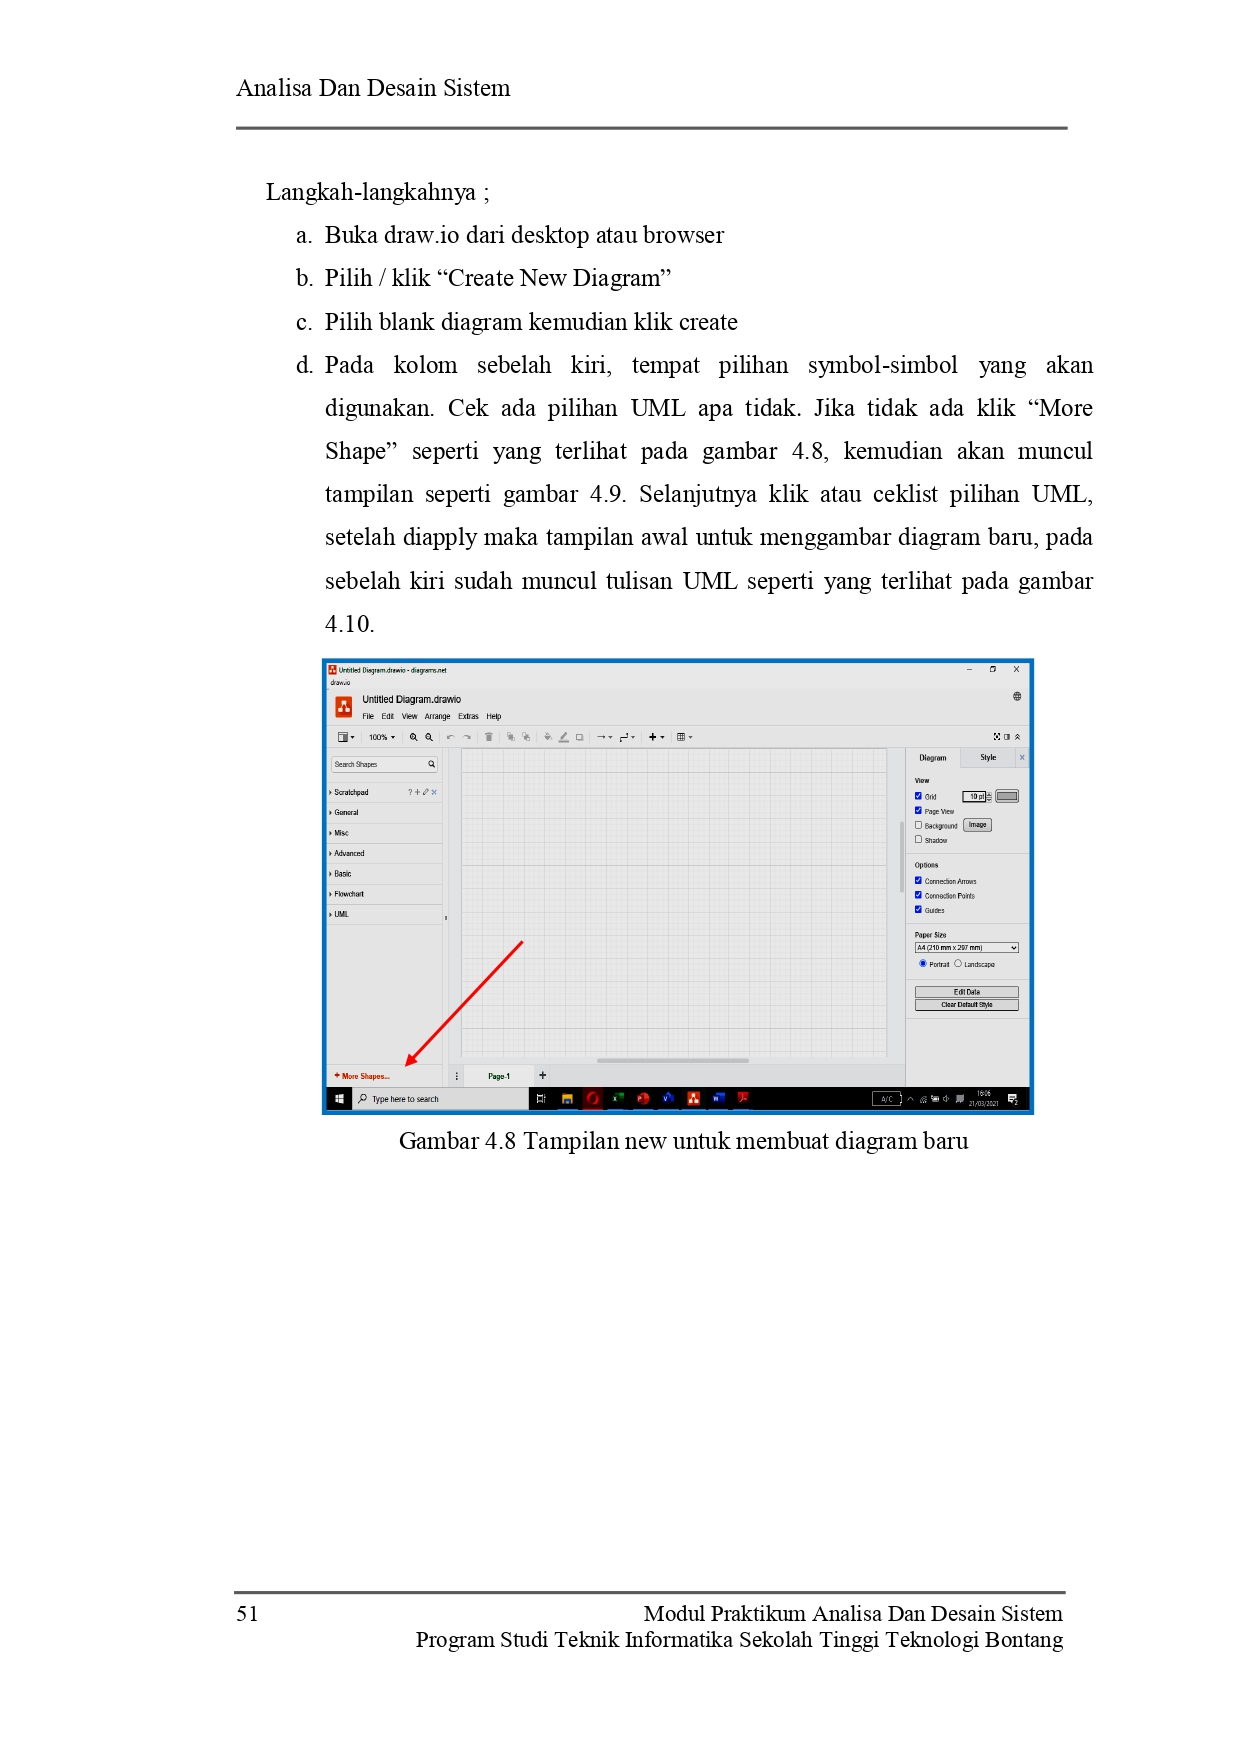 Analisa Dan Desain Sistem
Langkah-langkahnya ;
a. Buka draw.io dari desktop atau browser
b. Pilih / klik “Create New Diagram”
c. Pilih blank diagram kemudian klik create
d. Pada kolom sebelah kiri, tempat pilihan symbol-simbol yang akan
digunakan. Cek ada pilihan UML apa tidak. Jika tidak ada klik “More
Shape” seperti yang terlihat pada gambar 4.8, kemudian akan muncul
tampilan seperti gambar 4.9. Selanjutnya klik atau ceklist pilihan UML,
setelah diapply maka tampilan awal untuk menggambar diagram baru, pada
sebelah kiri sudah muncul tulisan UML seperti yang terlihat pada gambar
4.10.
Untitled Diagram.drawio - diagrams.net
draw.io
Untitled Diagram.drawio
File Edit View Arrange Extras Help
100%
Search Shapes
Scratchpad
General
Misc
Advanced
Basic
Flowchart
UML
+ More Shapes...
Page-1
Diagram Style
View
Grid 10 pt
Page View
Background Image
Shadow
Options
Connection Arrows
Connection Points
Guides
Paper Size
A4 (210 mm x 297 mm)
Portrait Landscape
Edit Data
Clear Default Style
Type here to search
A/C
16:06
21/03/2021
Gambar 4.8 Tampilan new untuk membuat diagram baru
51 Modul Praktikum Analisa Dan Desain Sistem
Program Studi Teknik Informatika Sekolah Tinggi Teknologi Bontang